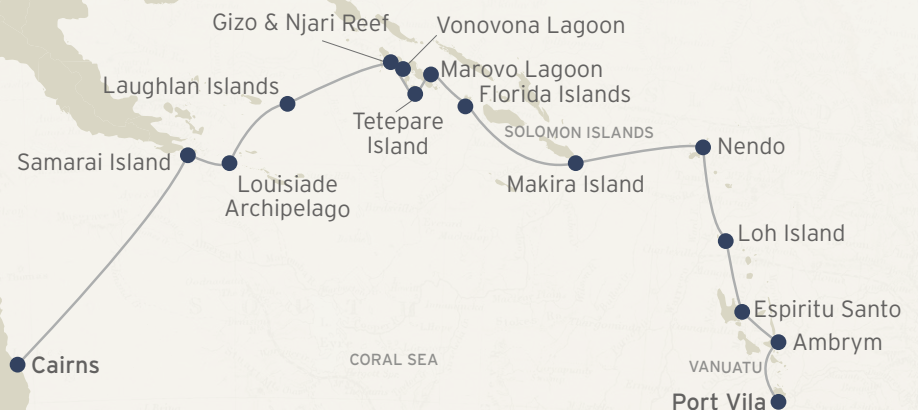 Gizo & Njari Reef
Vonovona Lagoon
Marovo Lagoon
Laughlan Islands
Florida Islands
Tetepare
Island
SOLOMON ISLANDS
Nendo
Samarai Island
Louisiade
Archipelago
Makira Island
Loh Island
Espiritu Santo
Ambrym
CORAL SEA
Cairns
VANUATU
Port Vila